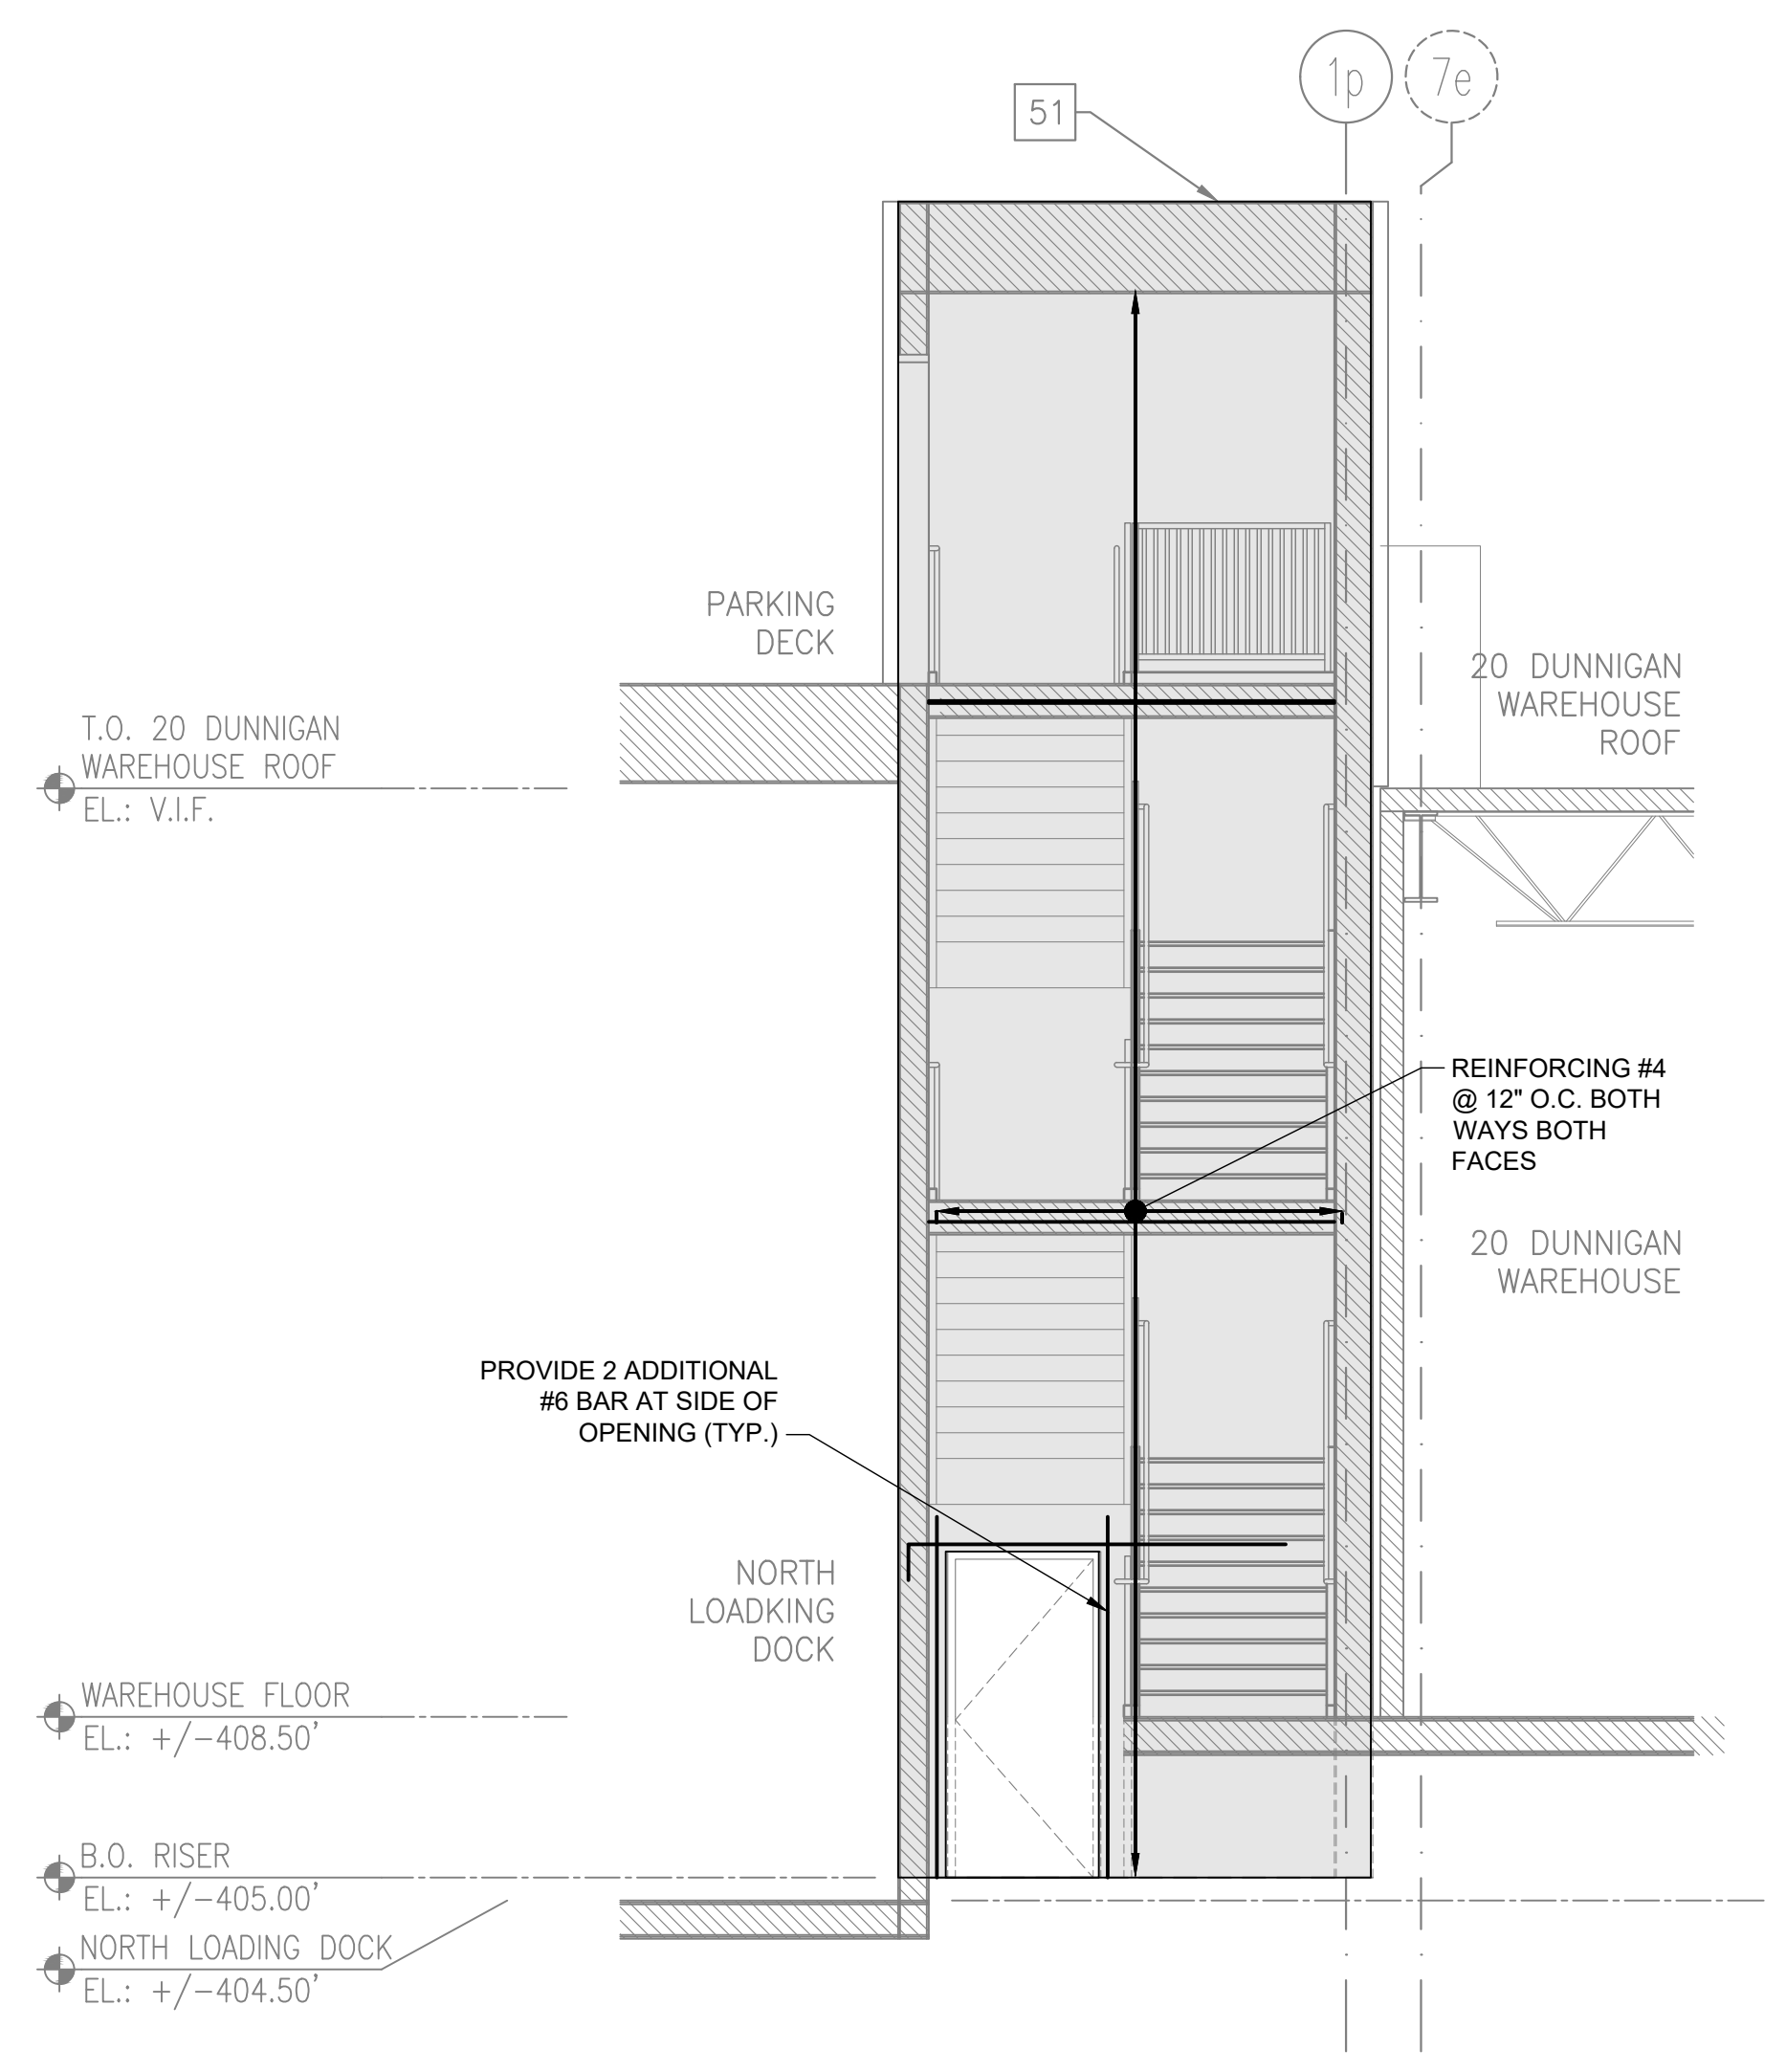 1p
7e
51
PARKING
DECK
20 DUNNIGAN
WAREHOUSE
ROOF
T.O. 20 DUNNIGAN
WAREHOUSE ROOF
EL.: V.I.F.
REINFORCING #4
@ 12" O.C. BOTH
WAYS BOTH
FACES
20 DUNNIGAN
WAREHOUSE
PROVIDE 2 ADDITIONAL
#6 BAR AT SIDE OF
OPENING (TYP.)
NORTH
LOADKING
DOCK
WAREHOUSE FLOOR
EL.: +/-408.50'
B.O. RISER
EL.: +/-405.00'
NORTH LOADING DOCK
EL.: +/-404.50'